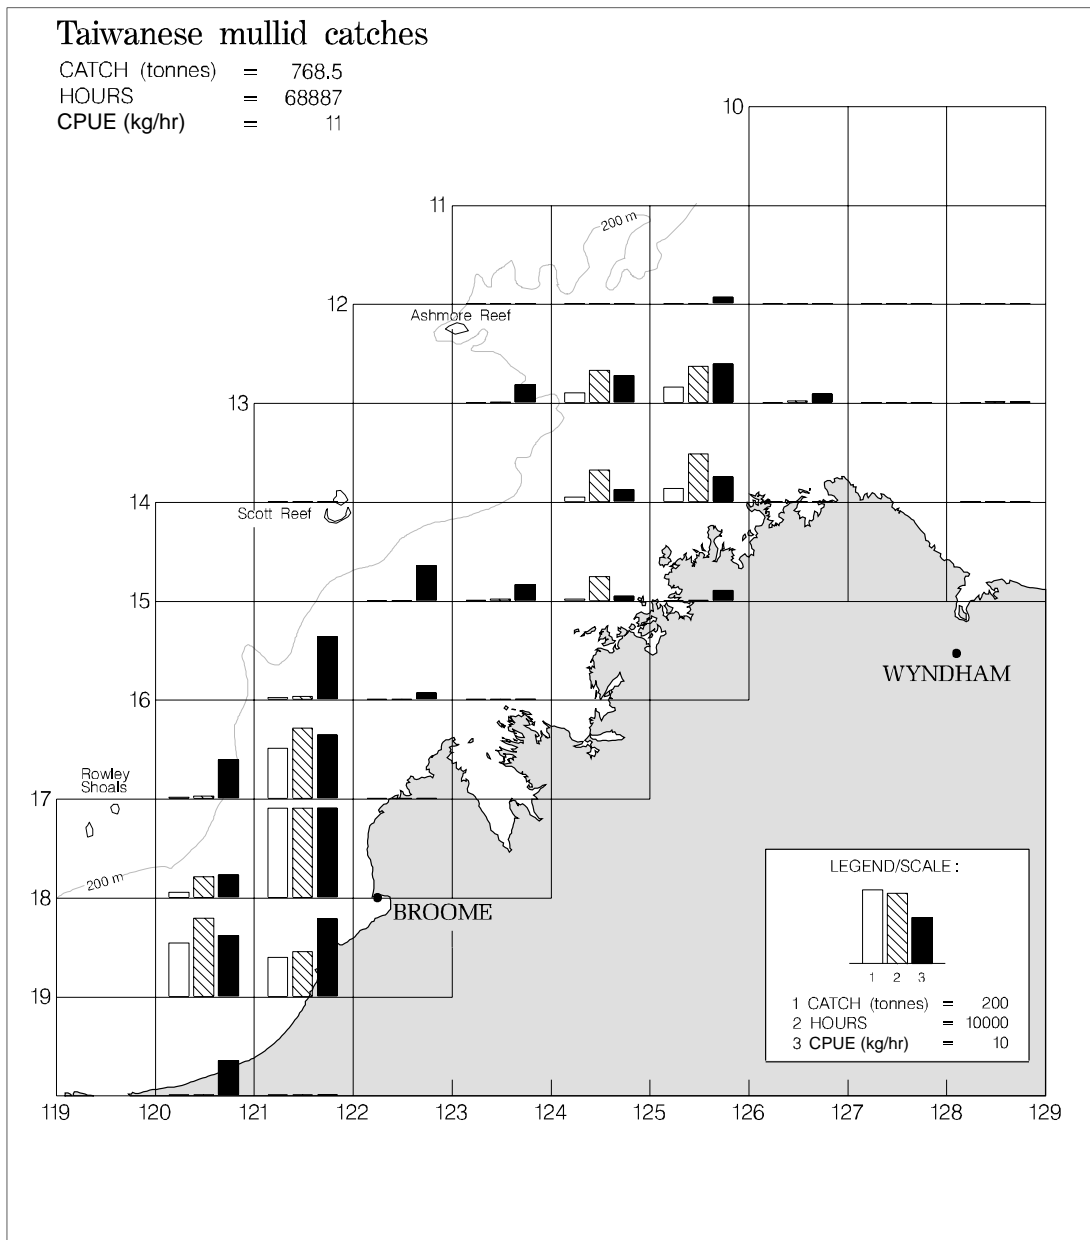 Taiwanese mullid catches
CATCH (tonnes) = 768.5
HOURS = 68887
CPUE (kg/hr) = 11
10
11
200 m
12
Ashmore Reef
13
14
Scott Reef
15
WYNDHAM
16
Rowley
Shoals
17
200 m
18
BROOME
19
LEGEND/SCALE :
1 2 3
1 CATCH (tonnes) = 200
2 HOURS = 10000
3 CPUE (kg/hr) = 10
119 120 121 122 123 124 125 126 127 128 129